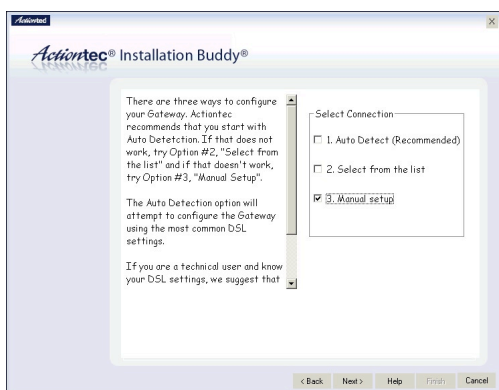 Actiontec
Actiontec® Installation Buddy®
There are three ways to configure
your Gateway. Actiontec
recommends that you start with
Auto Detetction. If that does not
work, try Option #2, "Select from
the list" and if that doesn't work,
try Option #3, "Manual Setup".
The Auto Detection option will
attempt to configure the Gateway
using the most common DSL
settings.
If you are a technical user and know
your DSL settings, we suggest that
Select Connection
1. Auto Detect (Recommended)
2. Select from the list
3. Manual setup
< Back Next > Help Finish Cancel